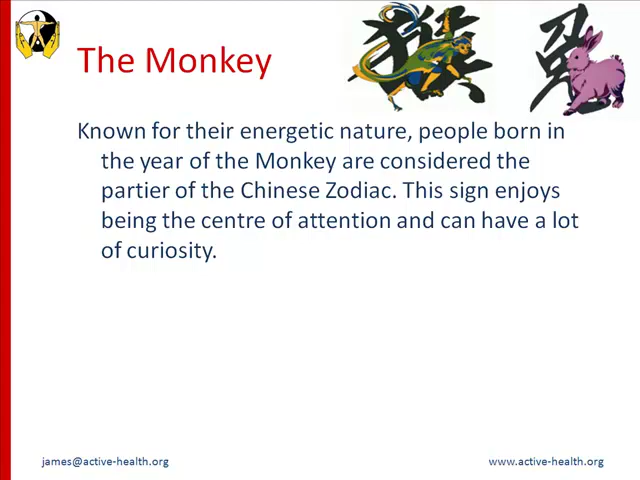 The Monkey
猴
兔
Known for their energetic nature, people born in
the year of the Monkey are considered the
partier of the Chinese Zodiac. This sign enjoys
being the centre of attention and can have a lot
of curiosity.
james@active-health.org
www.active-health.org